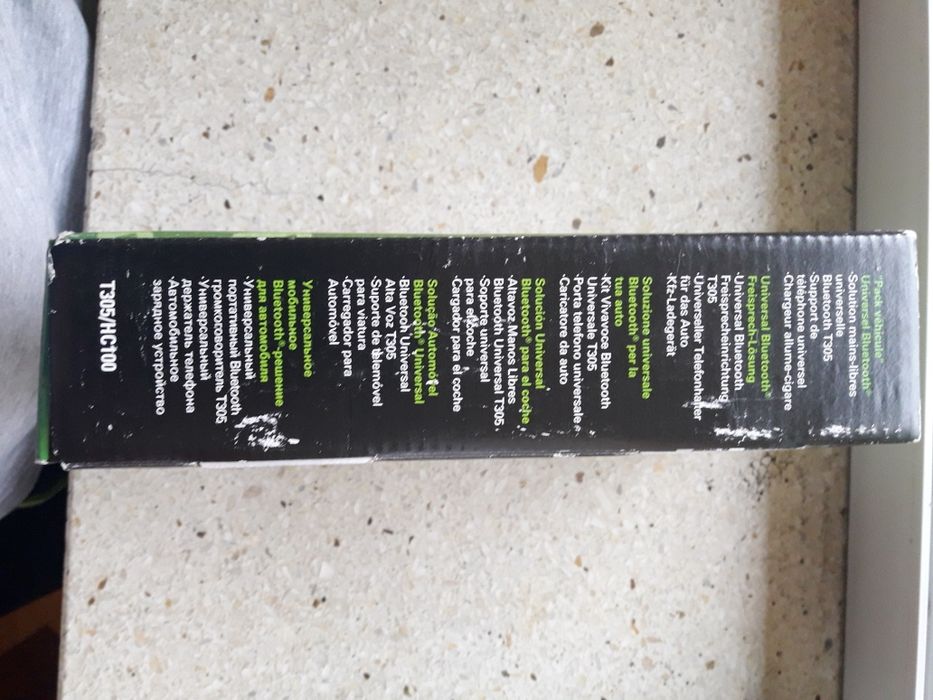 "Pack véhicule
Universel Bluetooth®
·Solution mains-libres
universelle
Bluetooth T305
·Support de
téléphone universel
·Chargeur allume-cigare
Universal Bluetooth®
Freisprech-Lösung
·Universal Bluetooth
Freisprecheinrichtung
T305
·Universeller Telefonhalter
für das Auto
·Kfz-Ladegerät
Soluzione universale
Bluetooth® per la
tua auto
·Kit Vivavoce Bluetooth
Universale T305
·Porta telefono universale
·Caricatore da auto
Solución Universal
Bluetooth® para el coche
·Altavoz Manos Libres
Bluetooth Universal T305
·Soporte universal
para el coche
·Cargador para el coche
Solução Automóvel
Bluetooth® Universal
·Bluetooth Universal
Alta Voz T305
·Suporte de telemóvel
para viatura
·Carregador para
Automóvel
Универсальное
мобильное
Bluetooth®-решение
для автомобиля
·Универсальный
портативный Bluetooth
громкоговоритель T305
·Универсальный
держатель телефона
·Автомобильное
зарядное устройство
T305/HC100